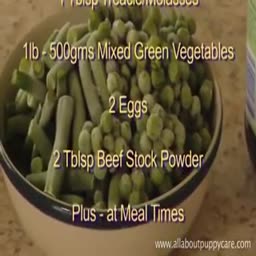 1 Tblsp Treacle/Molasses
1lb - 500gms Mixed Green Vegetables
2 Eggs
2 Tblsp Beef Stock Powder
Plus - at Meal Times
www.allaboutpuppycare.com